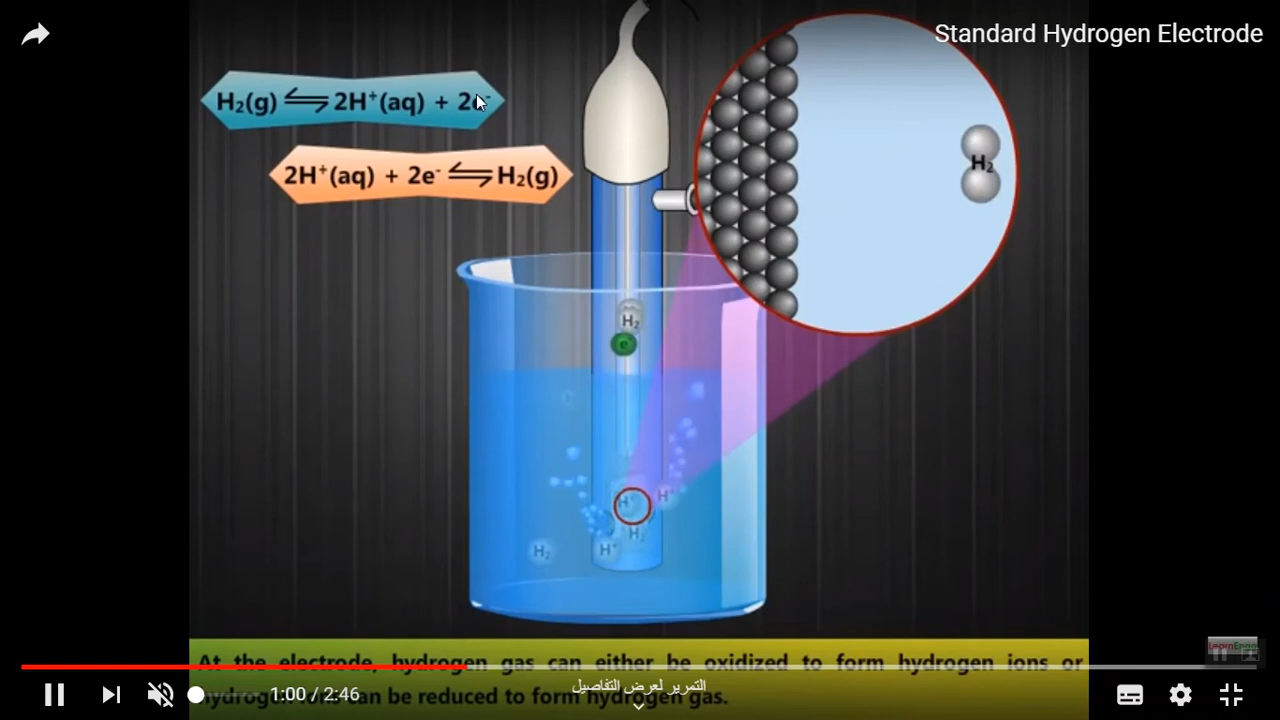 Standard Hydrogen Electrode
H₂(g) ⇌ 2H⁺(aq) + 2e⁻
2H⁺(aq) + 2e⁻ ⇌ H₂(g)
H₂
H₂
e⁻
H⁺
H⁺
H₂
H⁺
H₂
At the electrode, hydrogen gas can either be oxidized to form hydrogen ions or
hydrogen ions can be reduced to form hydrogen gas.
التمرير لعرض التفاصيل
1:00 / 2:46